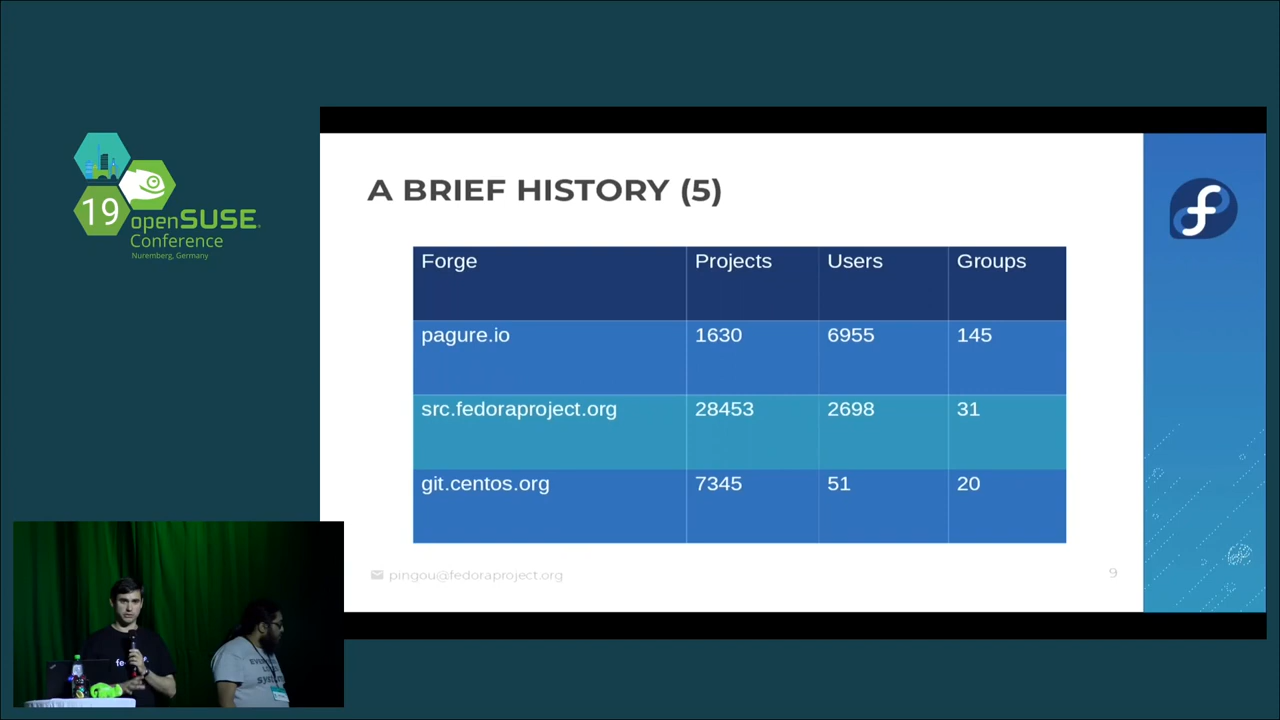 A BRIEF HISTORY (5)
Forge Projects Users Groups
pagure.io 1630 6955 145
src.fedoraproject.org 28453 2698 31
git.centos.org 7345 51 20
pingou@fedoraproject.org
9
19
openSUSE
Conference
Nuremberg, Germany